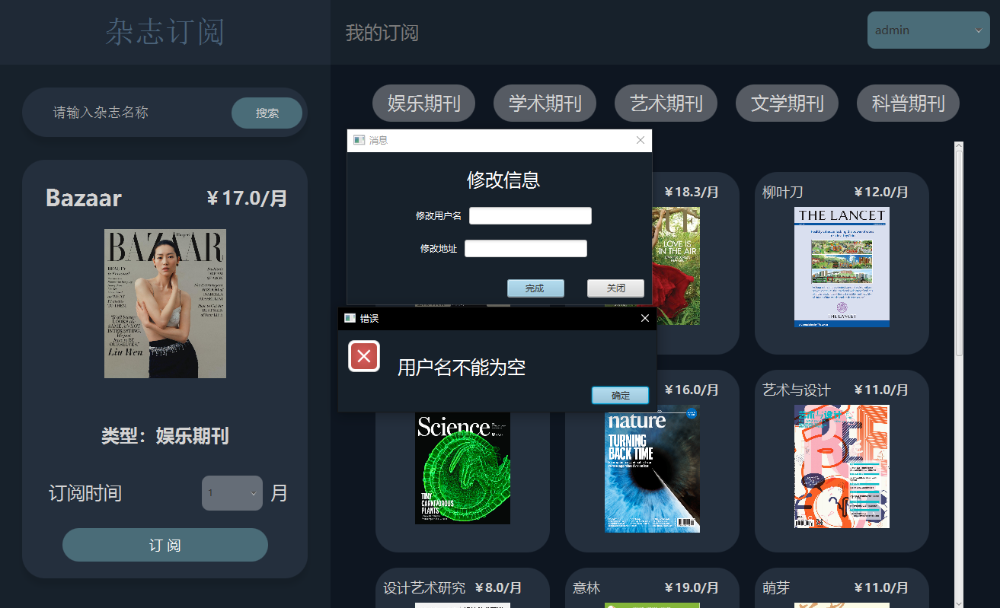 杂志订阅
我的订阅
admin
请输入杂志名称
搜索
娱乐期刊
学术期刊
艺术期刊
文学期刊
科普期刊
Bazaar
￥17.0/月
BAZAAR
Liu Wen
类型：娱乐期刊
订阅时间
1
月
订 阅
消息
修改信息
修改用户名
修改地址
完成
关闭
错误
用户名不能为空
确定
￥18.3/月
LOVE IS
IN THE AIR
柳叶刀
￥12.0/月
THE LANCET
THE LANCET
Science
TINY
CARNIVOROUS
PLANTS
￥16.0/月
nature
TURNING
BACK TIME
艺术与设计
￥11.0/月
艺术与设计
设计艺术研究
￥8.0/月
意林
￥19.0/月
萌芽
￥11.0/月